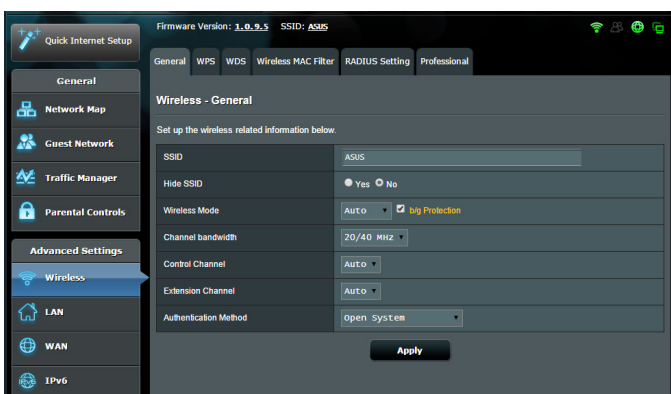 Quick Internet Setup
Firmware Version: 1.0.9.5 SSID: ASUS
General WPS WDS Wireless MAC Filter RADIUS Setting Professional
General
Network Map
Guest Network
Traffic Manager
Parental Controls
Advanced Settings
Wireless
LAN
WAN
IPv6
Wireless - General
Set up the wireless related information below.
SSID ASUS
Hide SSID Yes No
Wireless Mode Auto b/g Protection
Channel bandwidth 20/40 MHz
Control Channel Auto
Extension Channel Auto
Authentication Method Open System
Apply